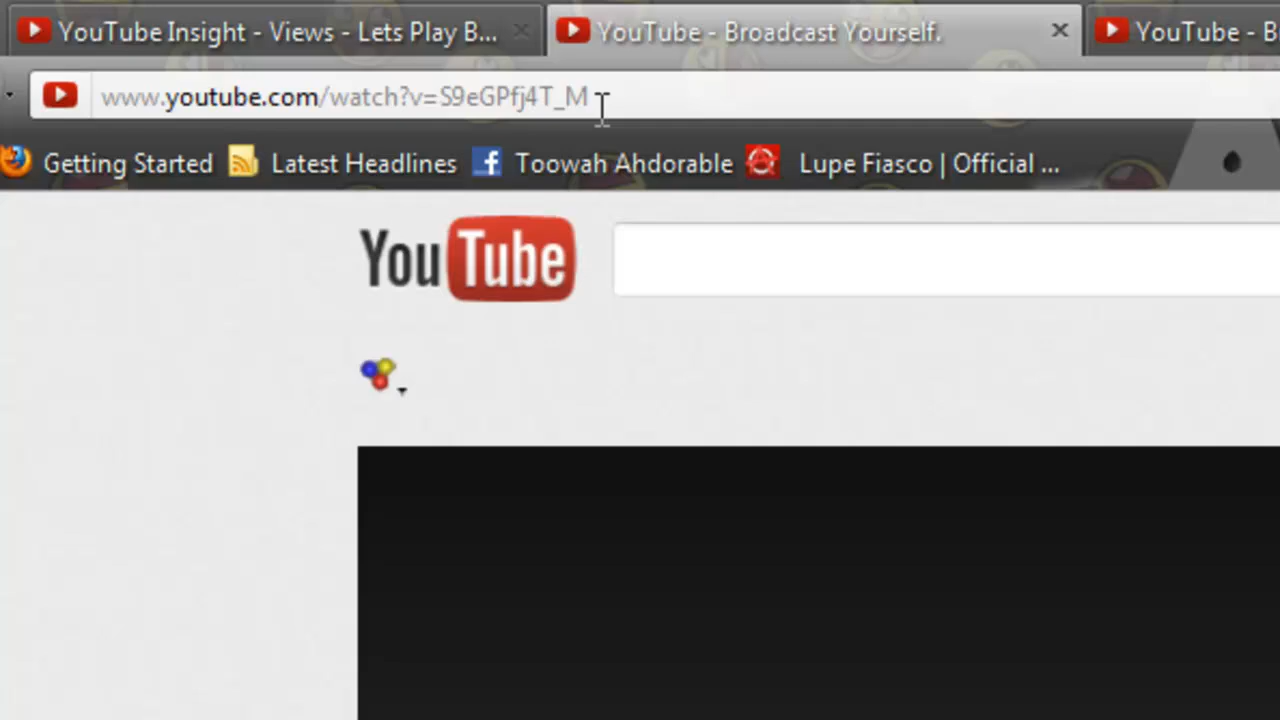 YouTube Insight - Views - Lets Play B... YouTube - Broadcast Yourself. YouTube - B
www.youtube.com/watch?v=S9eGPfj4T_M
Getting Started Latest Headlines Toowah Ahdorable Lupe Fiasco | Official ...
YouTube